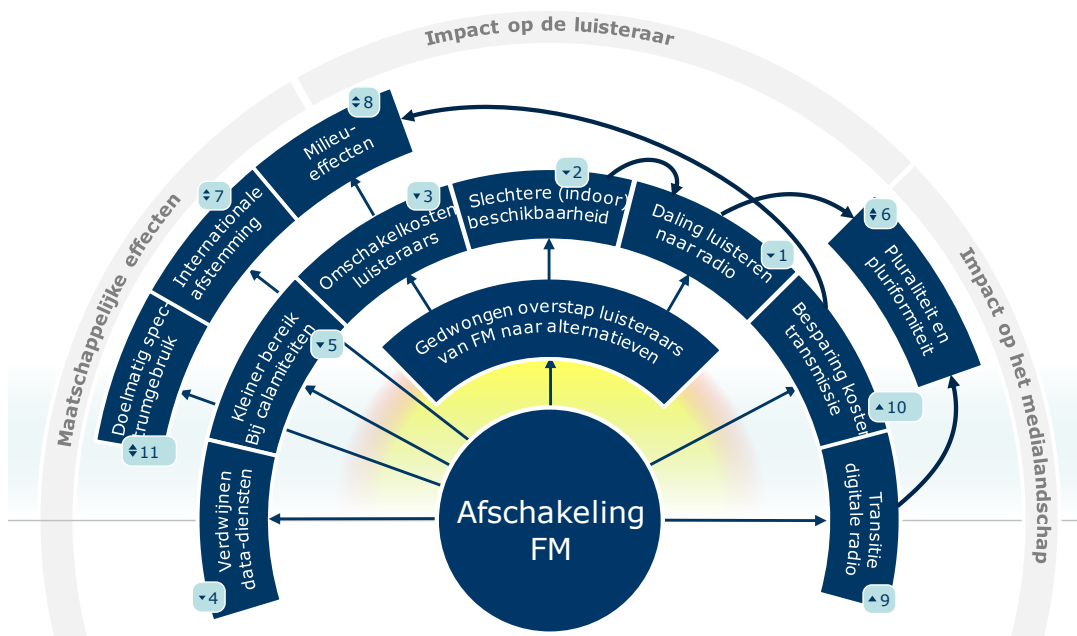 Impact op de luisteraar
Maatschappelijke effecten
Impact op het medialandschap
8
Milieu-
effecten
7
Internationale
afstemming
Doelmatig spec-
trumgebruik
11
3
Omschakelkosten
luisteraars
2
Slechtere (indoor)
beschikbaarheid
Daling luisteren
naar radio
1
6
Pluraliteit en
pluriformiteit
Kleiner bereik
Bij calamiteiten
5
Gedwongen overstap luisteraars
van FM naar alternatieven
Besparing kosten
transmissie
10
Verdwijnen
data-diensten
4
Afschakeling
FM
Transitie
digitale radio
9